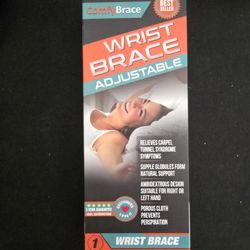 ComfyBrace
BEST
SELLER
WRIST
BRACE
ADJUSTABLE
RELIEVES CARPEL
TUNNEL SYNDROME
SYMPTOMS
SUPPLE GLOBULES FORM
NATURAL SUPPORT
AMBIDEXTROUS DESIGN
SUITABLE FOR RIGHT OR
LEFT HAND
POROUS CLOTH
PREVENTS
PERSPIRATION
1
WRIST BRACE